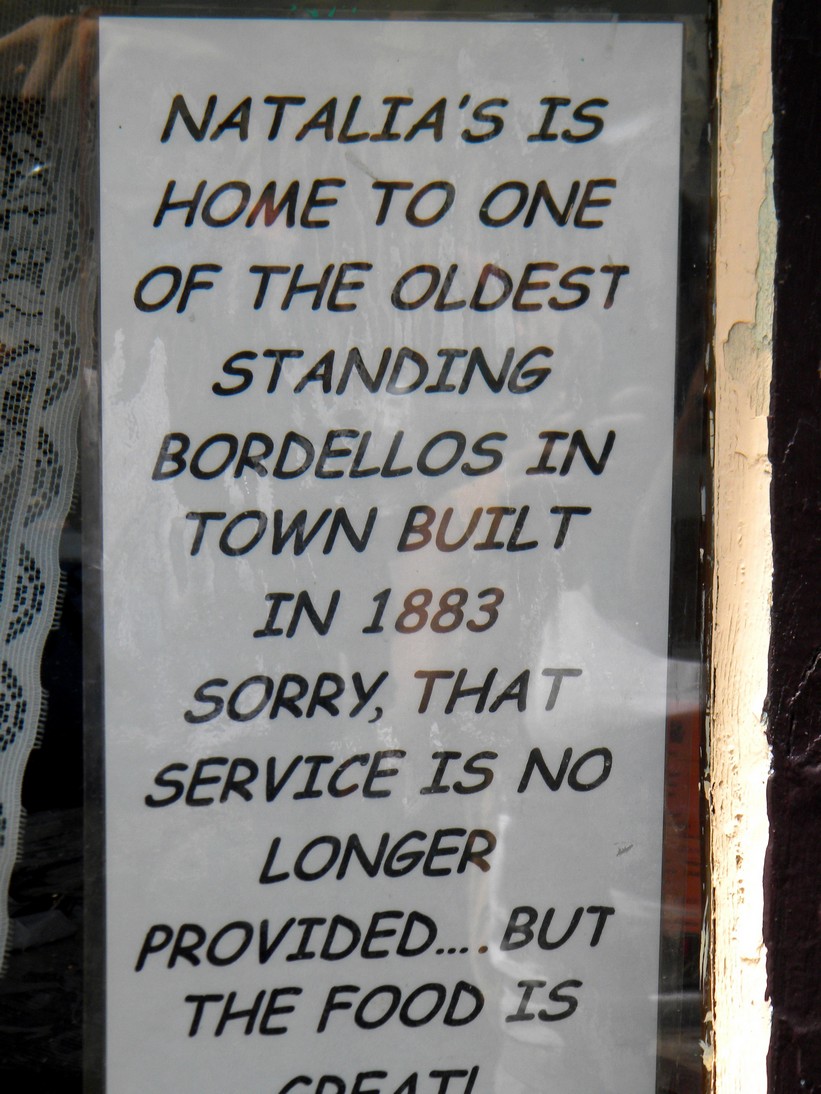 NATALIA'S IS
HOME TO ONE
OF THE OLDEST
STANDING
BORDELLOS IN
TOWN BUILT
IN 1883
SORRY, THAT
SERVICE IS NO
LONGER
PROVIDED.... BUT
THE FOOD IS
GREAT!